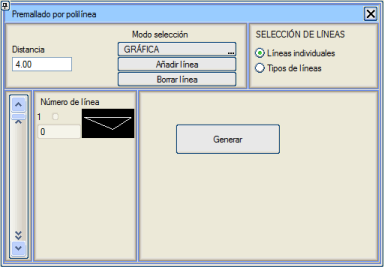 Premallado por polilínea
Modo selección
SELECCIÓN DE LÍNEAS
Distancia
GRÁFICA ...
Líneas individuales
4.00
Añadir línea
Tipos de líneas
Borrar línea
Número de línea
1
0
Generar